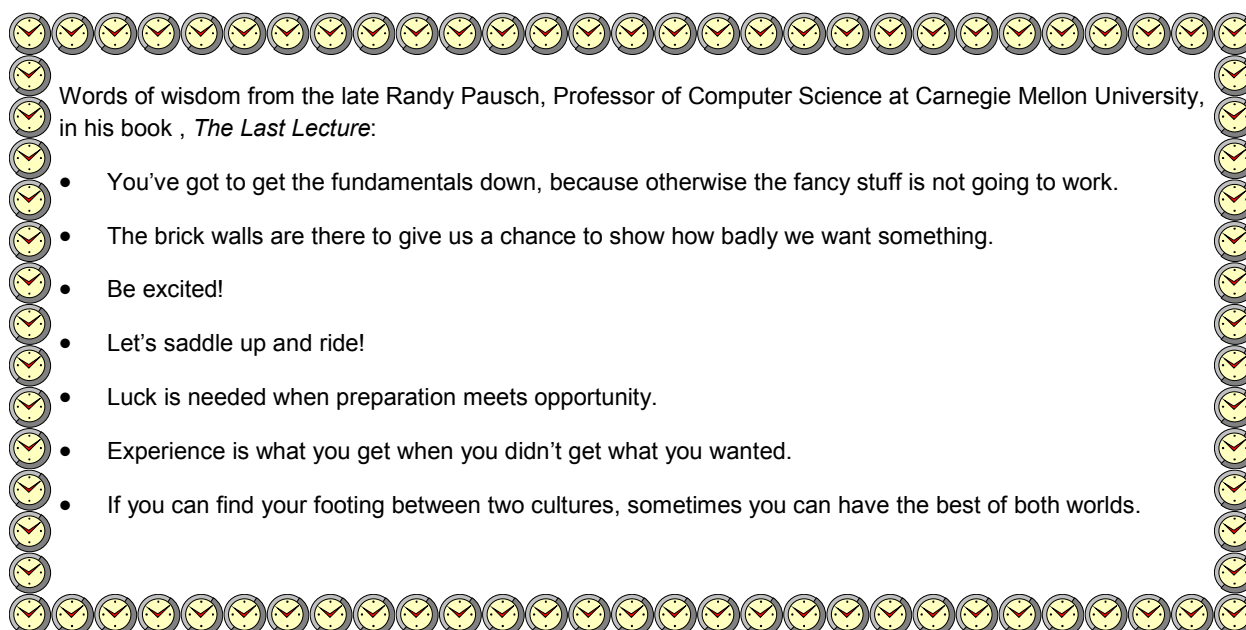 Words of wisdom from the late Randy Pausch, Professor of Computer Science at Carnegie Mellon University,
in his book , The Last Lecture:
• You’ve got to get the fundamentals down, because otherwise the fancy stuff is not going to work.
• The brick walls are there to give us a chance to show how badly we want something.
• Be excited!
• Let’s saddle up and ride!
• Luck is needed when preparation meets opportunity.
• Experience is what you get when you didn’t get what you wanted.
• If you can find your footing between two cultures, sometimes you can have the best of both worlds.